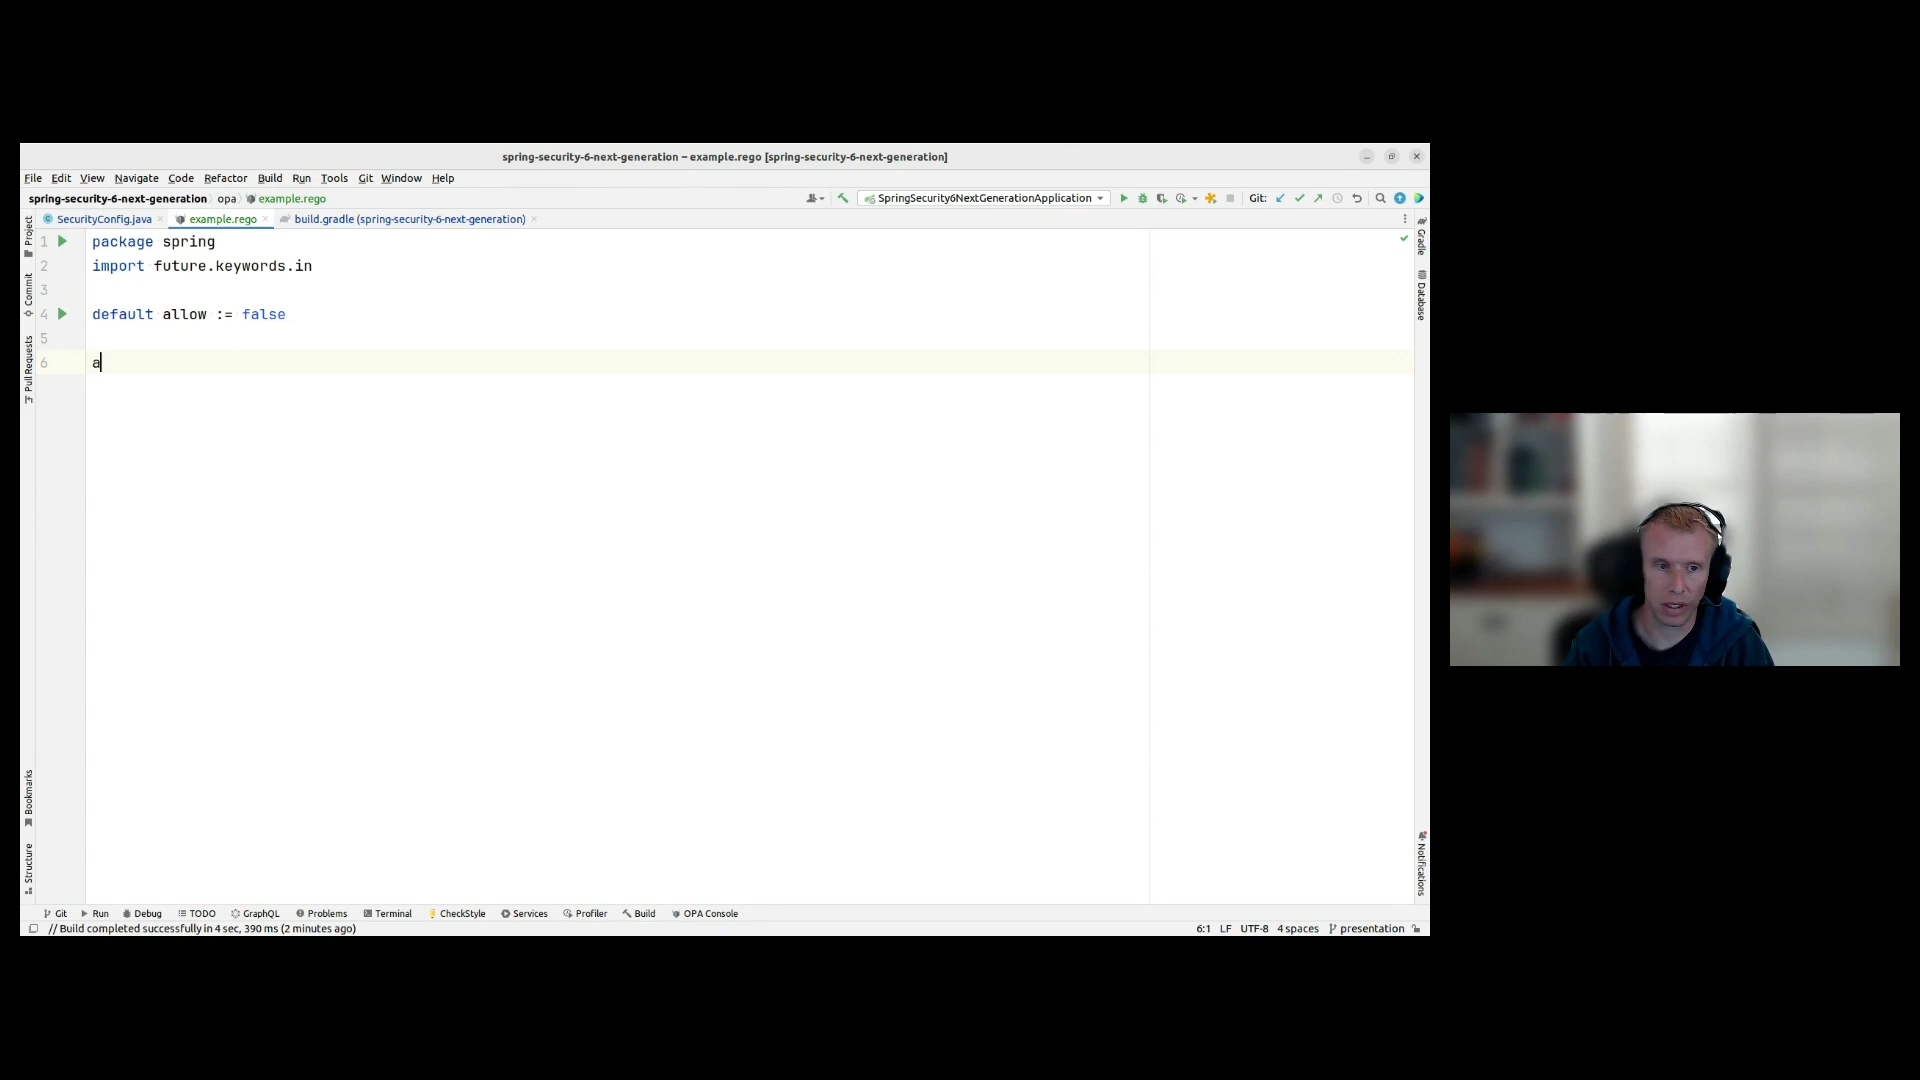 spring-security-6-next-generation – example.rego [spring-security-6-next-generation]
File Edit View Navigate Code Refactor Build Run Tools Git Window Help
spring-security-6-next-generation opa example.rego SpringSecurity6NextGenerationApplication Git:
SecurityConfig.java example.rego build.gradle (spring-security-6-next-generation)
1 package spring
2 import future.keywords.in
3
4 default allow := false
5
6 a
Project
Commit
Pull Requests
Bookmarks
Structure
Gradle
Database
Notifications
Git Run Debug TODO GraphQL Problems Terminal CheckStyle Services Profiler Build OPA Console
// Build completed successfully in 4 sec, 390 ms (2 minutes ago) 6:1 LF UTF-8 4 spaces presentation